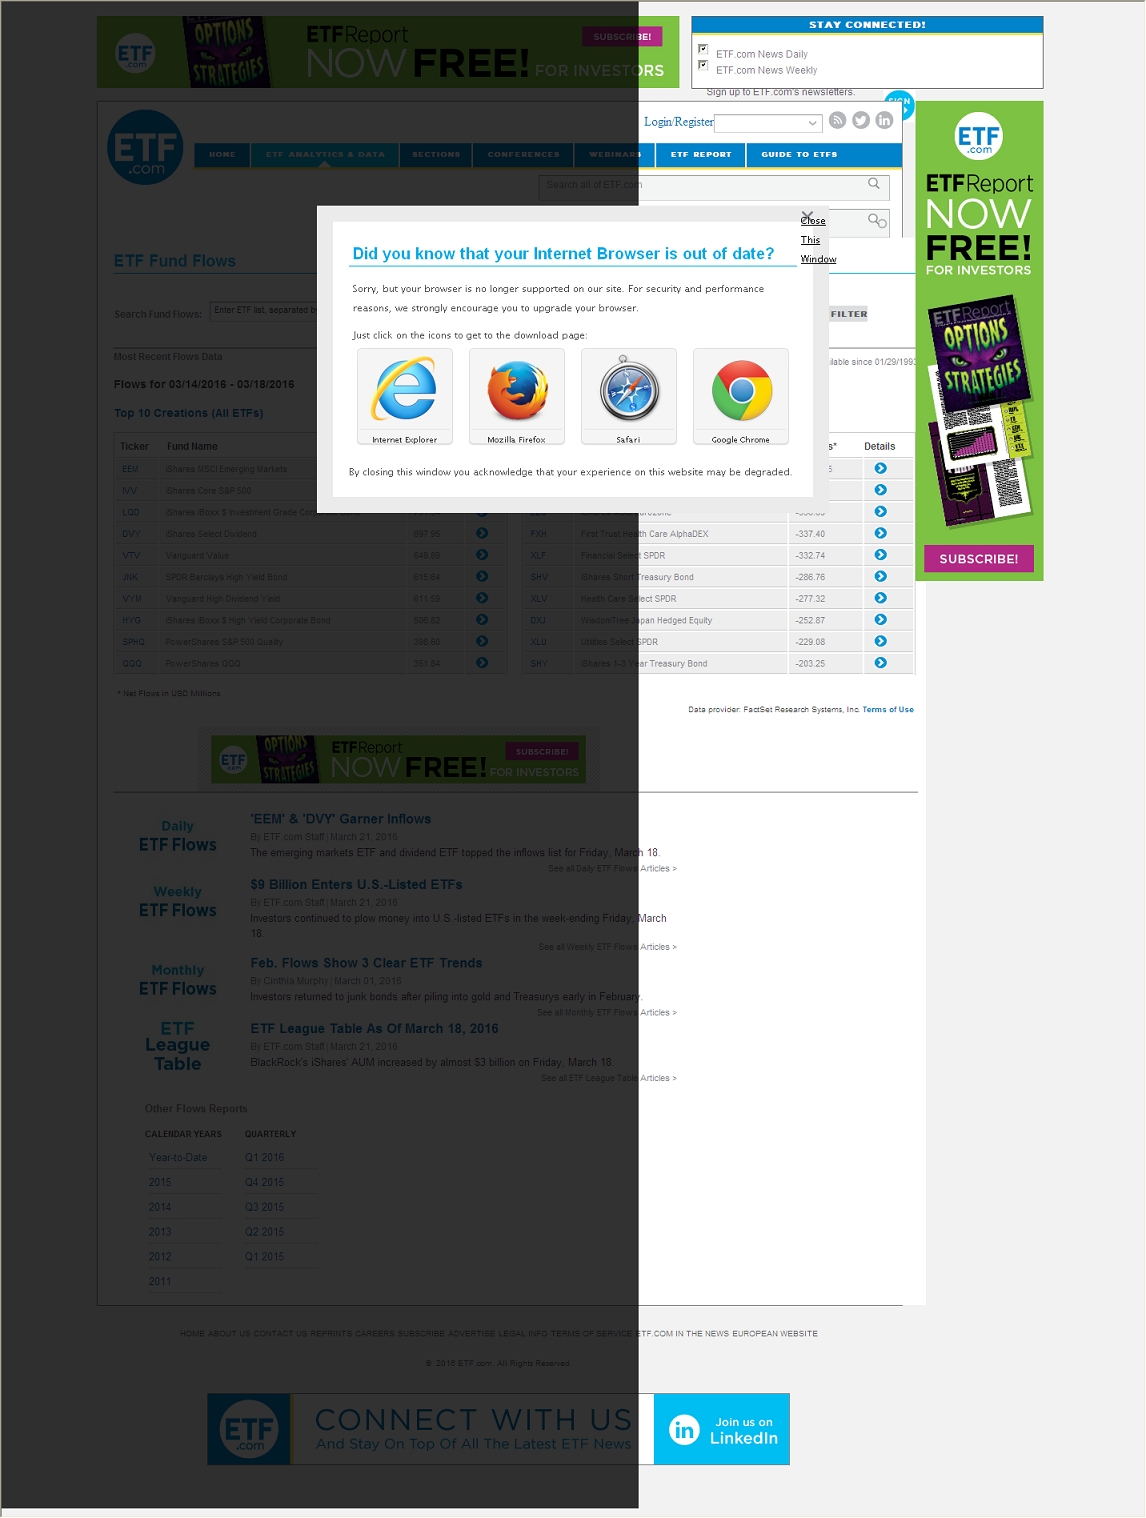 ETF
.com
OPTIONS
STRATEGIES
ETFReport
NOW FREE! FOR INVESTORS
SUBSCRIBE!
STAY CONNECTED!
ETF.com News Daily
ETF.com News Weekly
Sign up to ETF.com's newsletters.
SIGN
ETF
.com
Login/Register
HOME ETF ANALYTICS & DATA SECTIONS CONFERENCES WEBINARS ETF REPORT GUIDE TO ETFS
Search all of ETF.com
ETF
.com
ETFReport
NOW
FREE!
FOR INVESTORS
ETFReport
OPTIONS
STRATEGIES
SUBSCRIBE!
Close
This
Window
Did you know that your Internet Browser is out of date?
Sorry, but your browser is no longer supported on our site. For security and performance
reasons, we strongly encourage you to upgrade your browser.
Just click on the icons to get to the download page:
Internet Explorer Mozilla Firefox Safari Google Chrome
By closing this window you acknowledge that your experience on this website may be degraded.
ETF Fund Flows
Search Fund Flows: Enter ETF list, separated by
FILTER
Most Recent Flows Data
ailable since 01/29/1993
Flows for 03/14/2016 - 03/18/2016
Top 10 Creations (All ETFs)
Ticker Fund Name s* Details
EEM iShares MSCI Emerging Markets
IVV iShares Core S&P 500
LQD iShares iBoxx $ Investment Grade Corporate Bond
DVY iShares Select Dividend 697.95 FXH First Trust Health Care AlphaDEX -337.40
VTV Vanguard Value 649.89 XLF Financial Select SPDR -332.74
JNK SPDR Barclays High Yield Bond 615.84 SHV iShares Short Treasury Bond -286.76
VYM Vanguard High Dividend Yield 611.59 XLV Health Care Select SPDR -277.32
HYG iShares iBoxx $ High Yield Corporate Bond 506.82 DXJ WisdomTree Japan Hedged Equity -252.87
SPHQ PowerShares S&P 500 Quality 380.60 XLU Utilities Select SPDR -229.08
QQQ PowerShares QQQ 351.84 SHY iShares 1-3 Year Treasury Bond -203.25
* Net Flows in USD Millions
Data provider: FactSet Research Systems, Inc. Terms of Use
ETF
.com
OPTIONS
STRATEGIES
ETFReport
NOW FREE! FOR INVESTORS
SUBSCRIBE!
Daily
ETF Flows
'EEM' & 'DVY' Garner Inflows
By ETF.com Staff | March 21, 2016
The emerging markets ETF and dividend ETF topped the inflows list for Friday, March 18.
See all Daily ETF Flows Articles >
Weekly
ETF Flows
$9 Billion Enters U.S.-Listed ETFs
By ETF.com Staff | March 21, 2016
Investors continued to plow money into U.S.-listed ETFs in the week-ending Friday, March
18.
See all Weekly ETF Flows Articles >
Monthly
ETF Flows
Feb. Flows Show 3 Clear ETF Trends
By Cinthia Murphy | March 01, 2016
Investors returned to junk bonds after piling into gold and Treasurys early in February.
See all Monthly ETF Flows Articles >
ETF
League
Table
ETF League Table As Of March 18, 2016
By ETF.com Staff | March 21, 2016
BlackRock's iShares' AUM increased by almost $3 billion on Friday, March 18.
See all ETF League Table Articles >
Other Flows Reports
CALENDAR YEARS QUARTERLY
Year-to-Date Q1 2016
2015 Q4 2015
2014 Q3 2015
2013 Q2 2015
2012 Q1 2015
2011
HOME ABOUT US CONTACT US REPRINTS CAREERS SUBSCRIBE ADVERTISE LEGAL INFO TERMS OF SERVICE ETF.COM IN THE NEWS EUROPEAN WEBSITE
© 2016 ETF.com. All Rights Reserved.
ETF
.com
CONNECT WITH US
And Stay On Top Of All The Latest ETF News
in
Join us on
LinkedIn